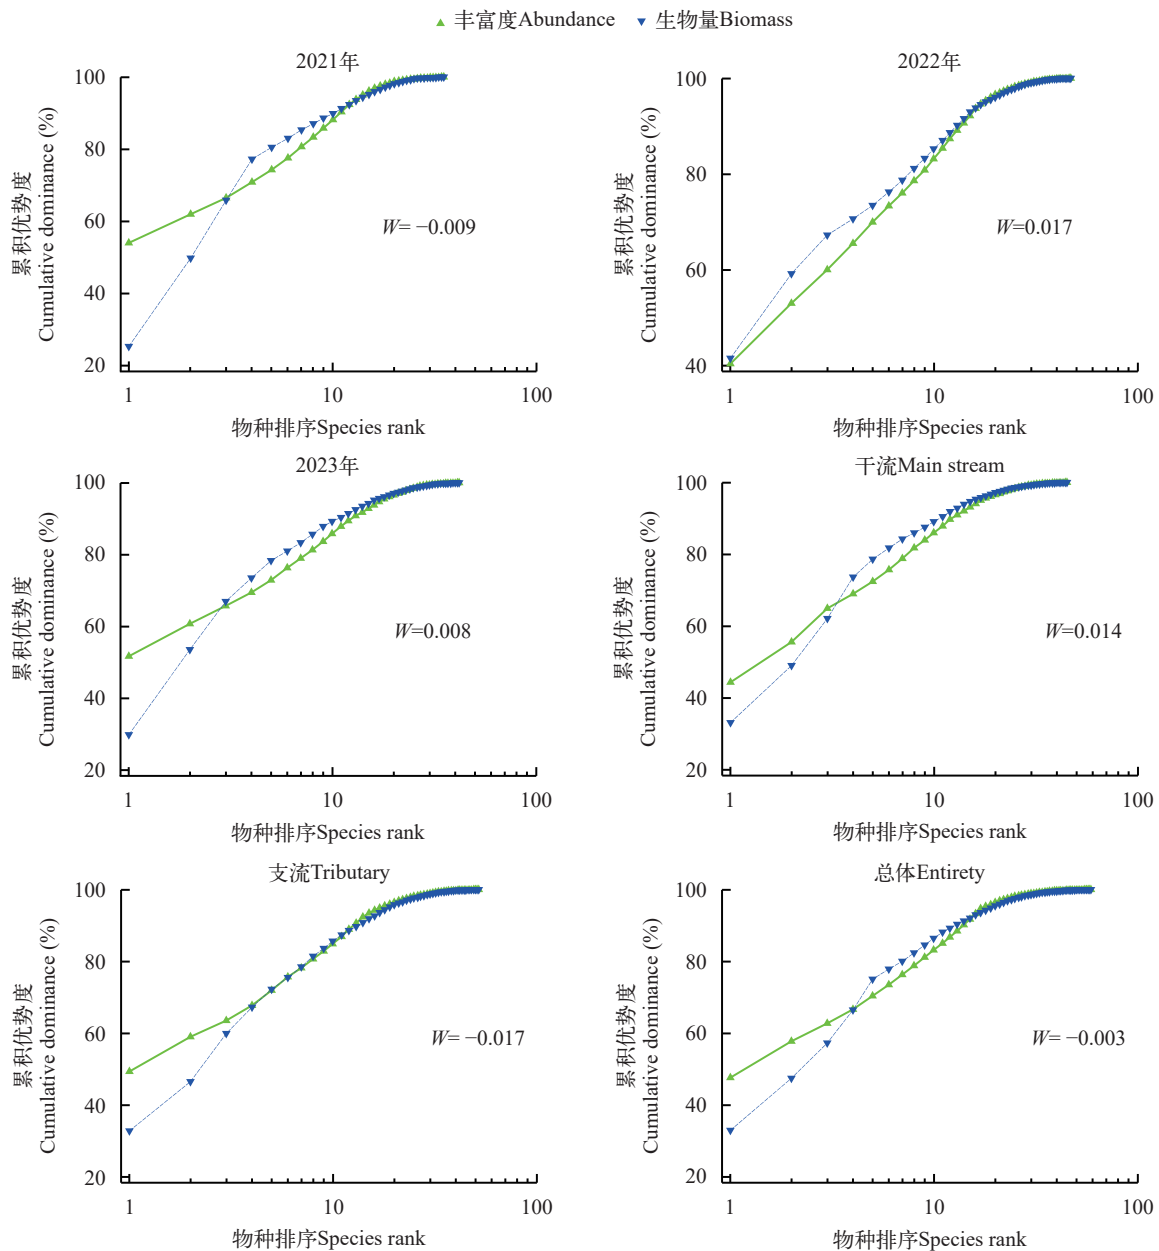 丰富度Abundance 生物量Biomass
2021年
累积优势度
Cumulative dominance (%)
100
80
60
40
20
W= −0.009
1 10 100
物种排序Species rank
2022年
累积优势度
Cumulative dominance (%)
100
80
60
40
W=0.017
1 10 100
物种排序Species rank
2023年
累积优势度
Cumulative dominance (%)
100
80
60
40
20
W=0.008
1 10 100
物种排序Species rank
干流Main stream
累积优势度
Cumulative dominance (%)
100
80
60
40
20
W=0.014
1 10 100
物种排序Species rank
支流Tributary
累积优势度
Cumulative dominance (%)
100
80
60
40
20
W= −0.017
1 10 100
物种排序Species rank
总体Entirety
累积优势度
Cumulative dominance (%)
100
80
60
40
20
W= −0.003
1 10 100
物种排序Species rank